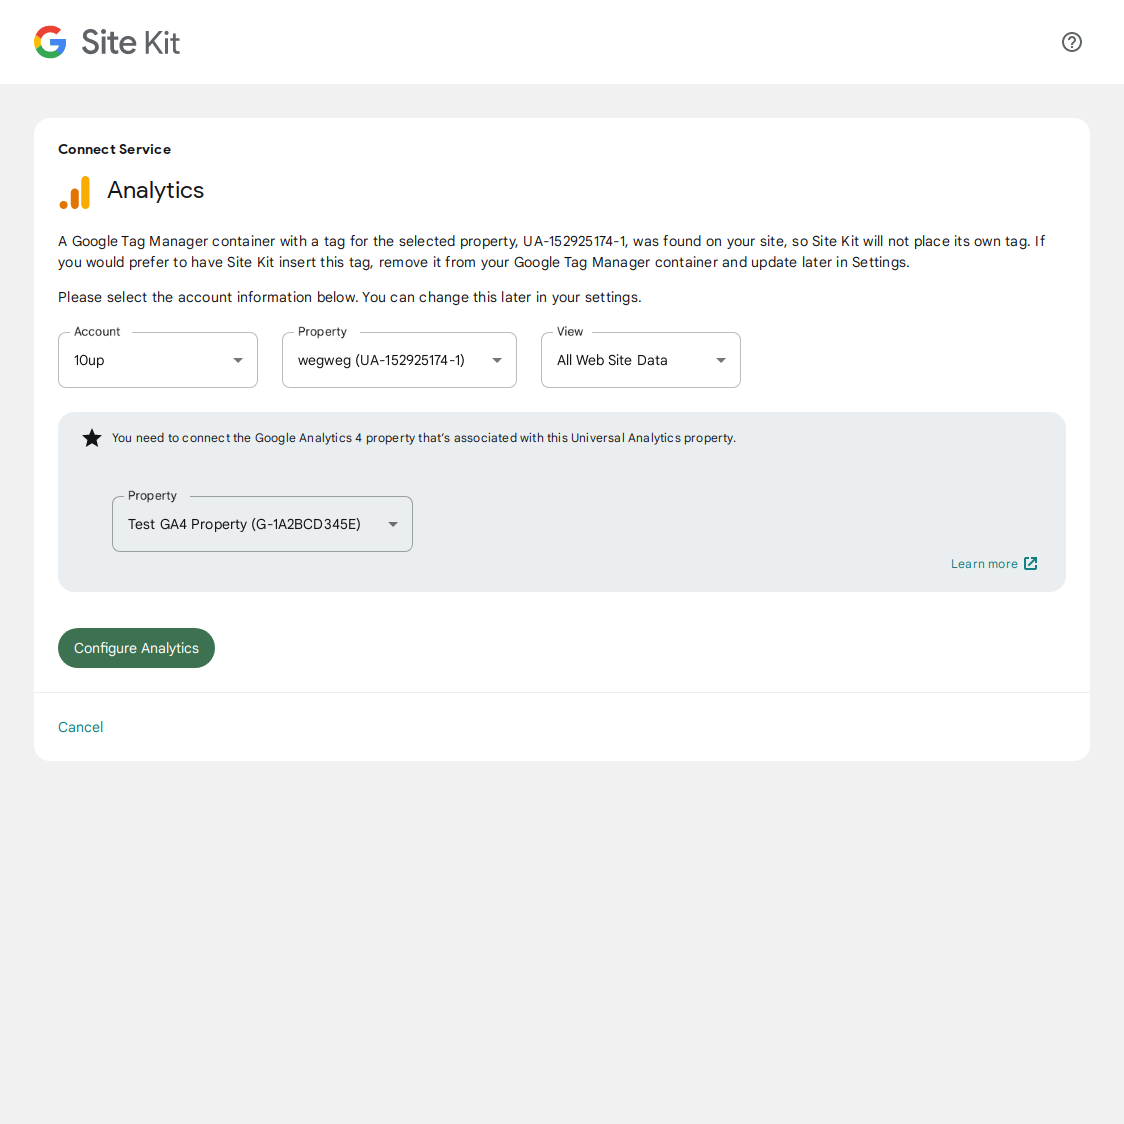 Site Kit
Connect Service
Analytics
A Google Tag Manager container with a tag for the selected property, UA-152925174-1, was found on your site, so Site Kit will not place its own tag. If
you would prefer to have Site Kit insert this tag, remove it from your Google Tag Manager container and update later in Settings.
Please select the account information below. You can change this later in your settings.
Account
10up
Property
wegweg (UA-152925174-1)
View
All Web Site Data
You need to connect the Google Analytics 4 property that’s associated with this Universal Analytics property.
Property
Test GA4 Property (G-1A2BCD345E)
Learn more
Configure Analytics
Cancel